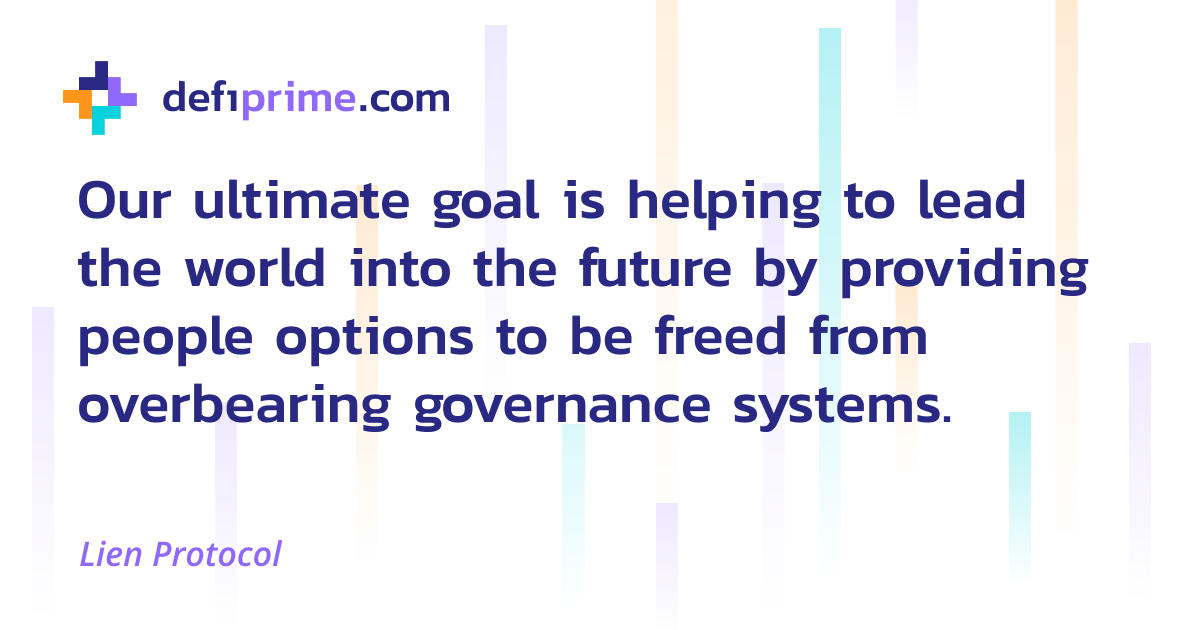 defiprime.com
Our ultimate goal is helping to lead
the world into the future by providing
people options to be freed from
overbearing governance systems.
Lien Protocol